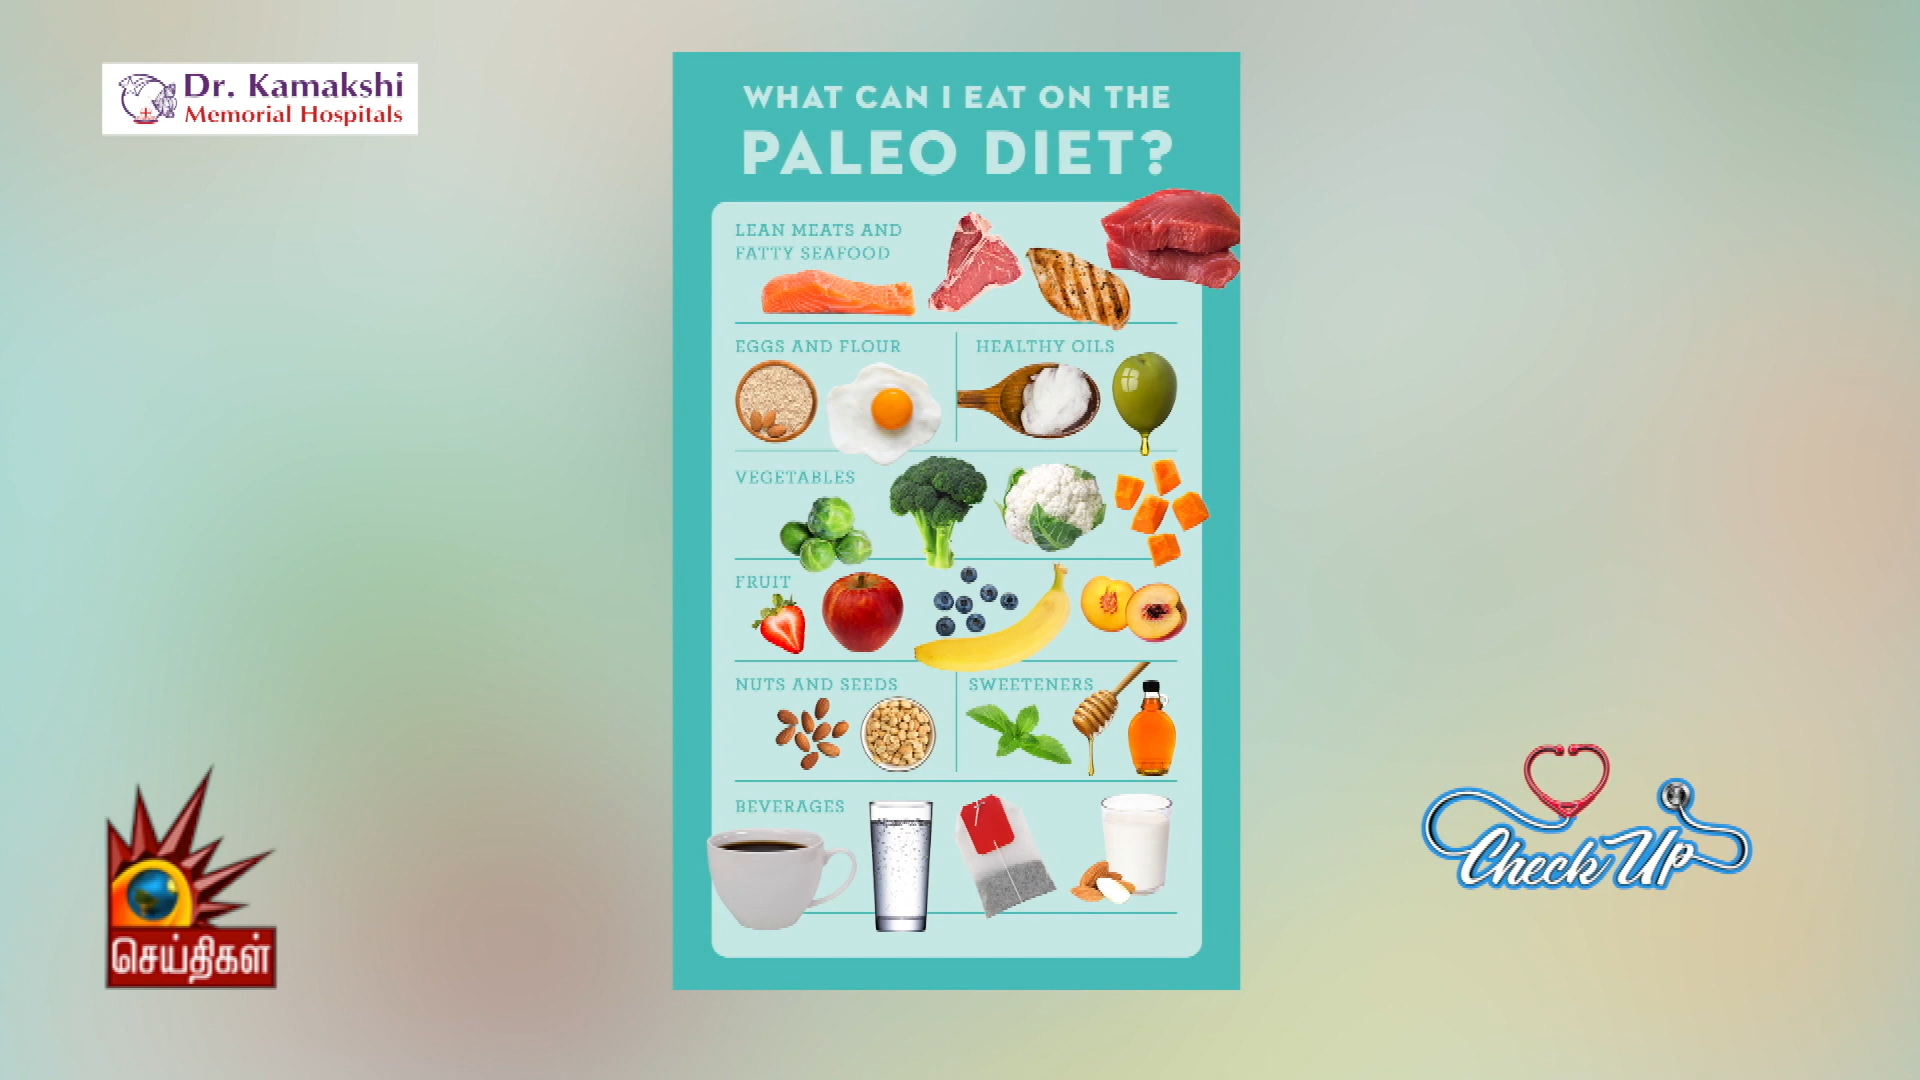 Dr. Kamakshi
Memorial Hospitals
WHAT CAN I EAT ON THE
PALEO DIET?
LEAN MEATS AND
FATTY SEAFOOD
EGGS AND FLOUR
HEALTHY OILS
VEGETABLES
FRUIT
NUTS AND SEEDS
SWEETENERS
BEVERAGES
செய்திகள்
Check Up